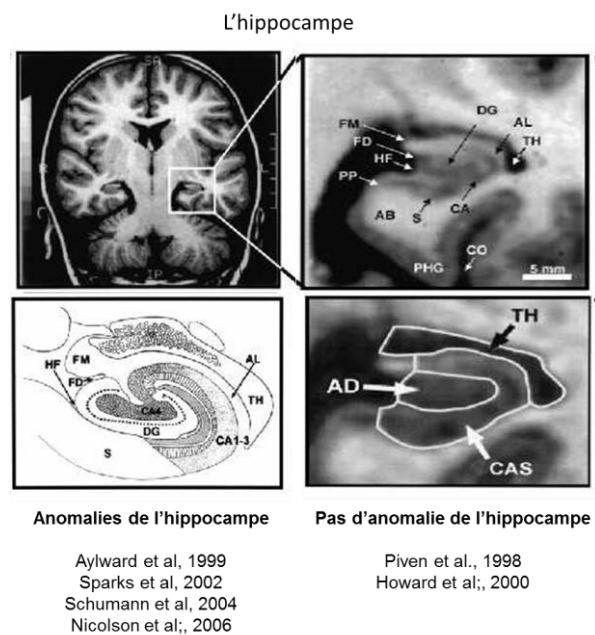 L'hippocampe
SA
R
L
IP
DG
AL
FM
TH
FD
HF
PP
AB
S
CA
CO
PHG
5 mm
HF
FM
AL
FD
TH
CA4
DG
CA1-3
S
TH
AD
CAS
Anomalies de l'hippocampe
Aylward et al, 1999
Sparks et al, 2002
Schumann et al, 2004
Nicolson et al;, 2006
Pas d'anomalie de l'hippocampe
Piven et al., 1998
Howard et al;, 2000